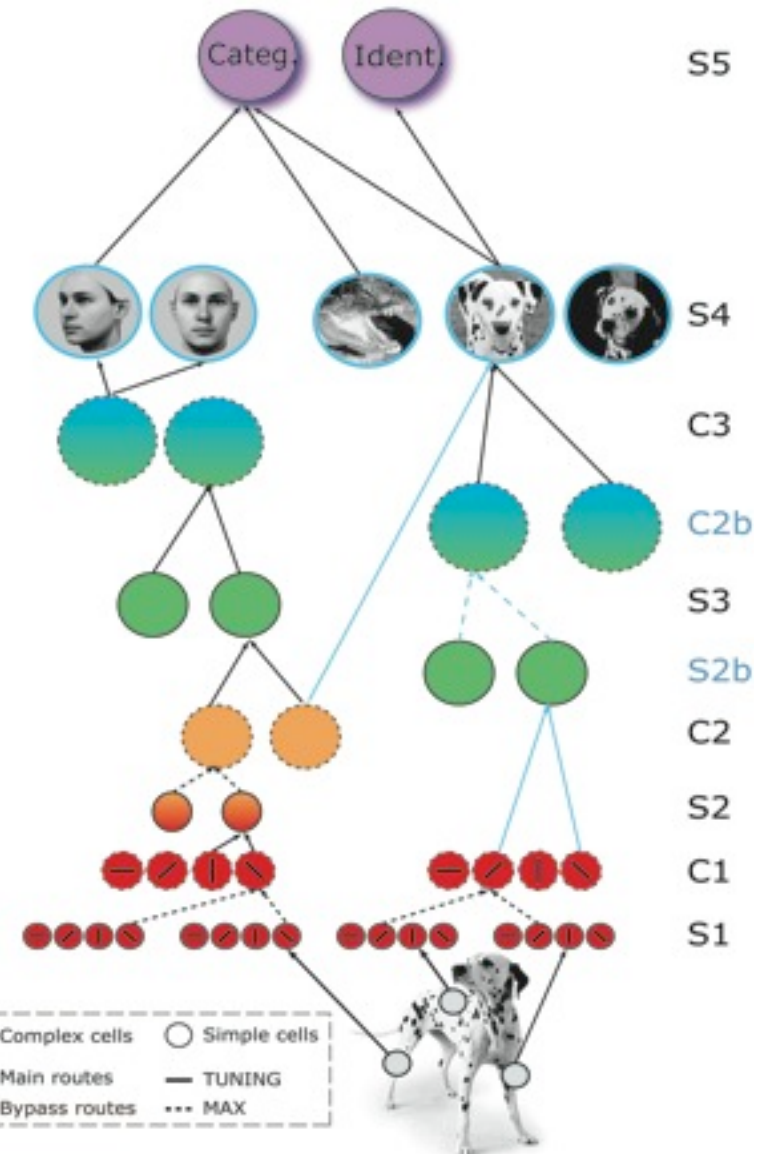 Categ.
Ident.
S5
S4
C3
C2b
S3
S2b
C2
S2
C1
S1
Complex cells
Simple cells
Main routes
TUNING
Bypass routes
MAX